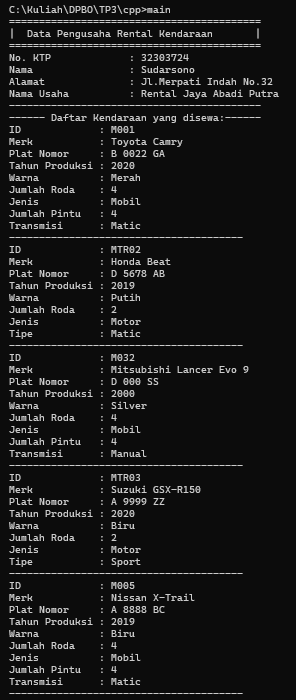 C:\Kuliah\DPBO\TP3\cpp>main
==========================================
|  Data Pengusaha Rental Kendaraan       |
==========================================
No. KTP             : 32303724
Nama                : Sudarsono
Alamat              : Jl.Merpati Indah No.32
Nama Usaha          : Rental Jaya Abadi Putra
------------------------------------------
------ Daftar Kendaraan yang disewa:------
ID             : M001
Merk           : Toyota Camry
Plat Nomor     : B 0022 GA
Tahun Produksi : 2020
Warna          : Merah
Jumlah Roda    : 4
Jenis          : Mobil
Jumlah Pintu   : 4
Transmisi      : Matic
---------------------------------------
ID             : MTR02
Merk           : Honda Beat
Plat Nomor     : D 5678 AB
Tahun Produksi : 2019
Warna          : Putih
Jumlah Roda    : 2
Jenis          : Motor
Tipe           : Matic
---------------------------------------
ID             : M032
Merk           : Mitsubishi Lancer Evo 9
Plat Nomor     : D 000 SS
Tahun Produksi : 2000
Warna          : Silver
Jumlah Roda    : 4
Jenis          : Mobil
Jumlah Pintu   : 4
Transmisi      : Manual
---------------------------------------
ID             : MTR03
Merk           : Suzuki GSX-R150
Plat Nomor     : A 9999 ZZ
Tahun Produksi : 2020
Warna          : Biru
Jumlah Roda    : 2
Jenis          : Motor
Tipe           : Sport
---------------------------------------
ID             : M005
Merk           : Nissan X-Trail
Plat Nomor     : A 8888 BC
Tahun Produksi : 2019
Warna          : Biru
Jumlah Roda    : 4
Jenis          : Mobil
Jumlah Pintu   : 4
Transmisi      : Matic
---------------------------------------